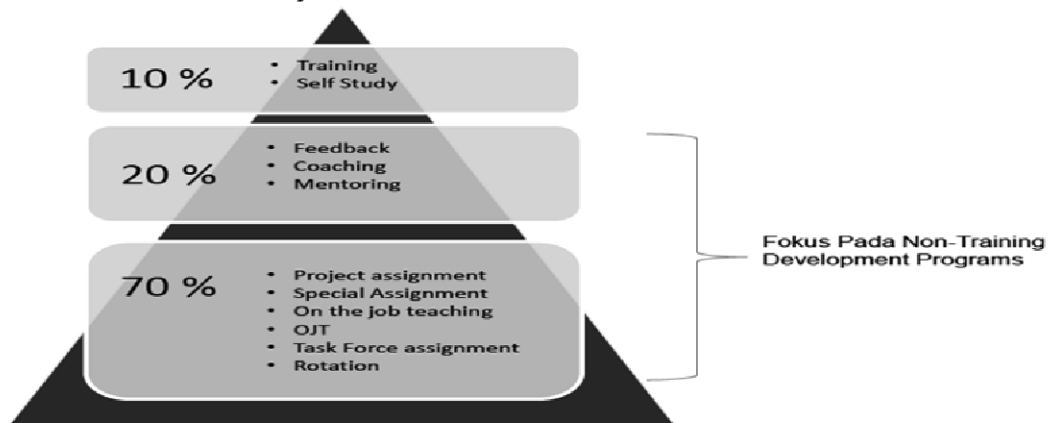 10 %
• Training
• Self Study
20 %
• Feedback
• Coaching
• Mentoring
70 %
• Project assignment
• Special Assignment
• On the job teaching
• OJT
• Task Force assignment
• Rotation
Fokus Pada Non-Training
Development Programs